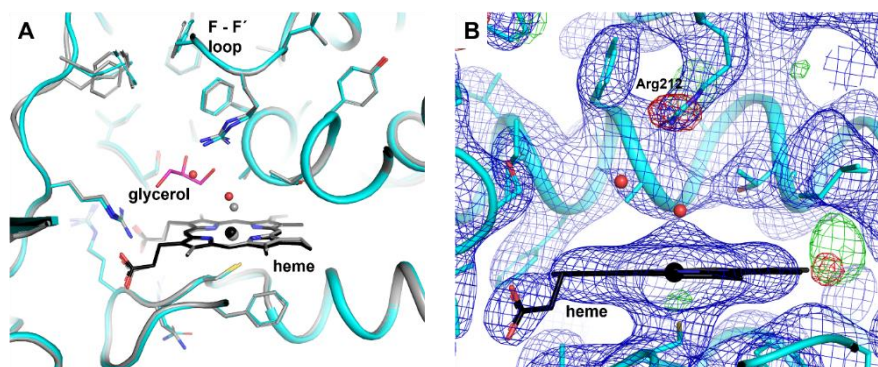 A
F - F´
loop
glycerol
heme
B
Arg212
heme